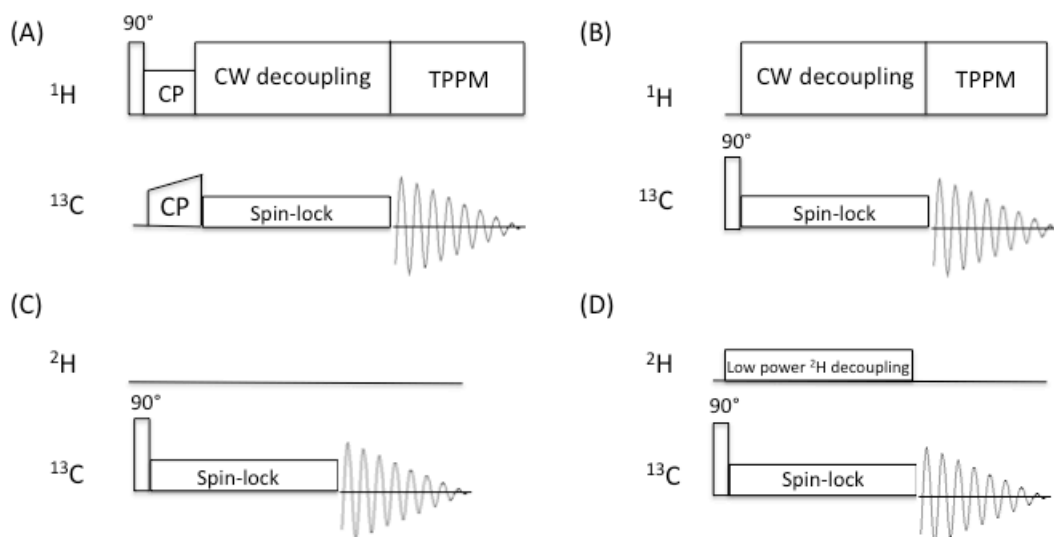 (A)
90°
¹H
CP
CW decoupling
TPPM
¹³C
CP
Spin-lock
(B)
¹H
CW decoupling
TPPM
90°
¹³C
Spin-lock
(C)
²H
90°
¹³C
Spin-lock
(D)
²H
Low power ²H decoupling
90°
¹³C
Spin-lock